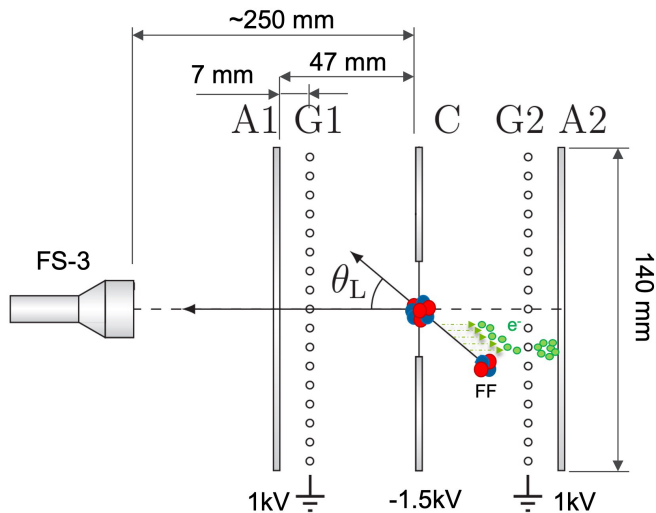 ~250 mm
47 mm
7 mm
A1 G1 C G2 A2
FS-3
θL
e-
FF
140 mm
1kV -1.5kV 1kV